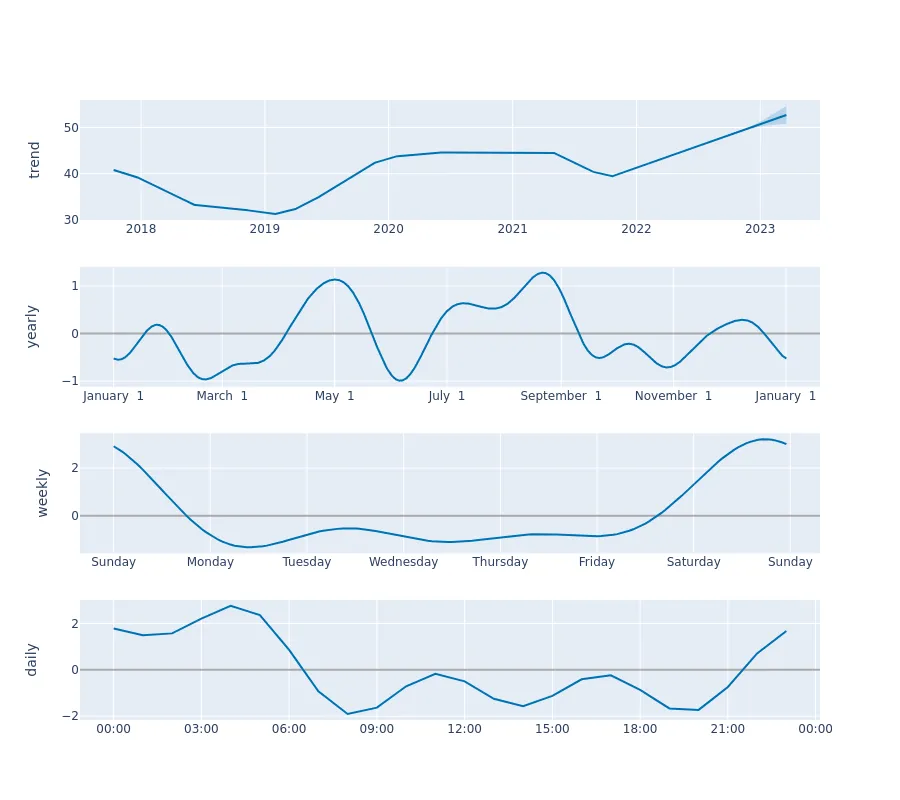 trend
50
40
30
2018 2019 2020 2021 2022 2023
yearly
1
0
−1
January 1 March 1 May 1 July 1 September 1 November 1 January 1
weekly
2
0
Sunday Monday Tuesday Wednesday Thursday Friday Saturday Sunday
daily
2
0
−2
00:00 03:00 06:00 09:00 12:00 15:00 18:00 21:00 00:00